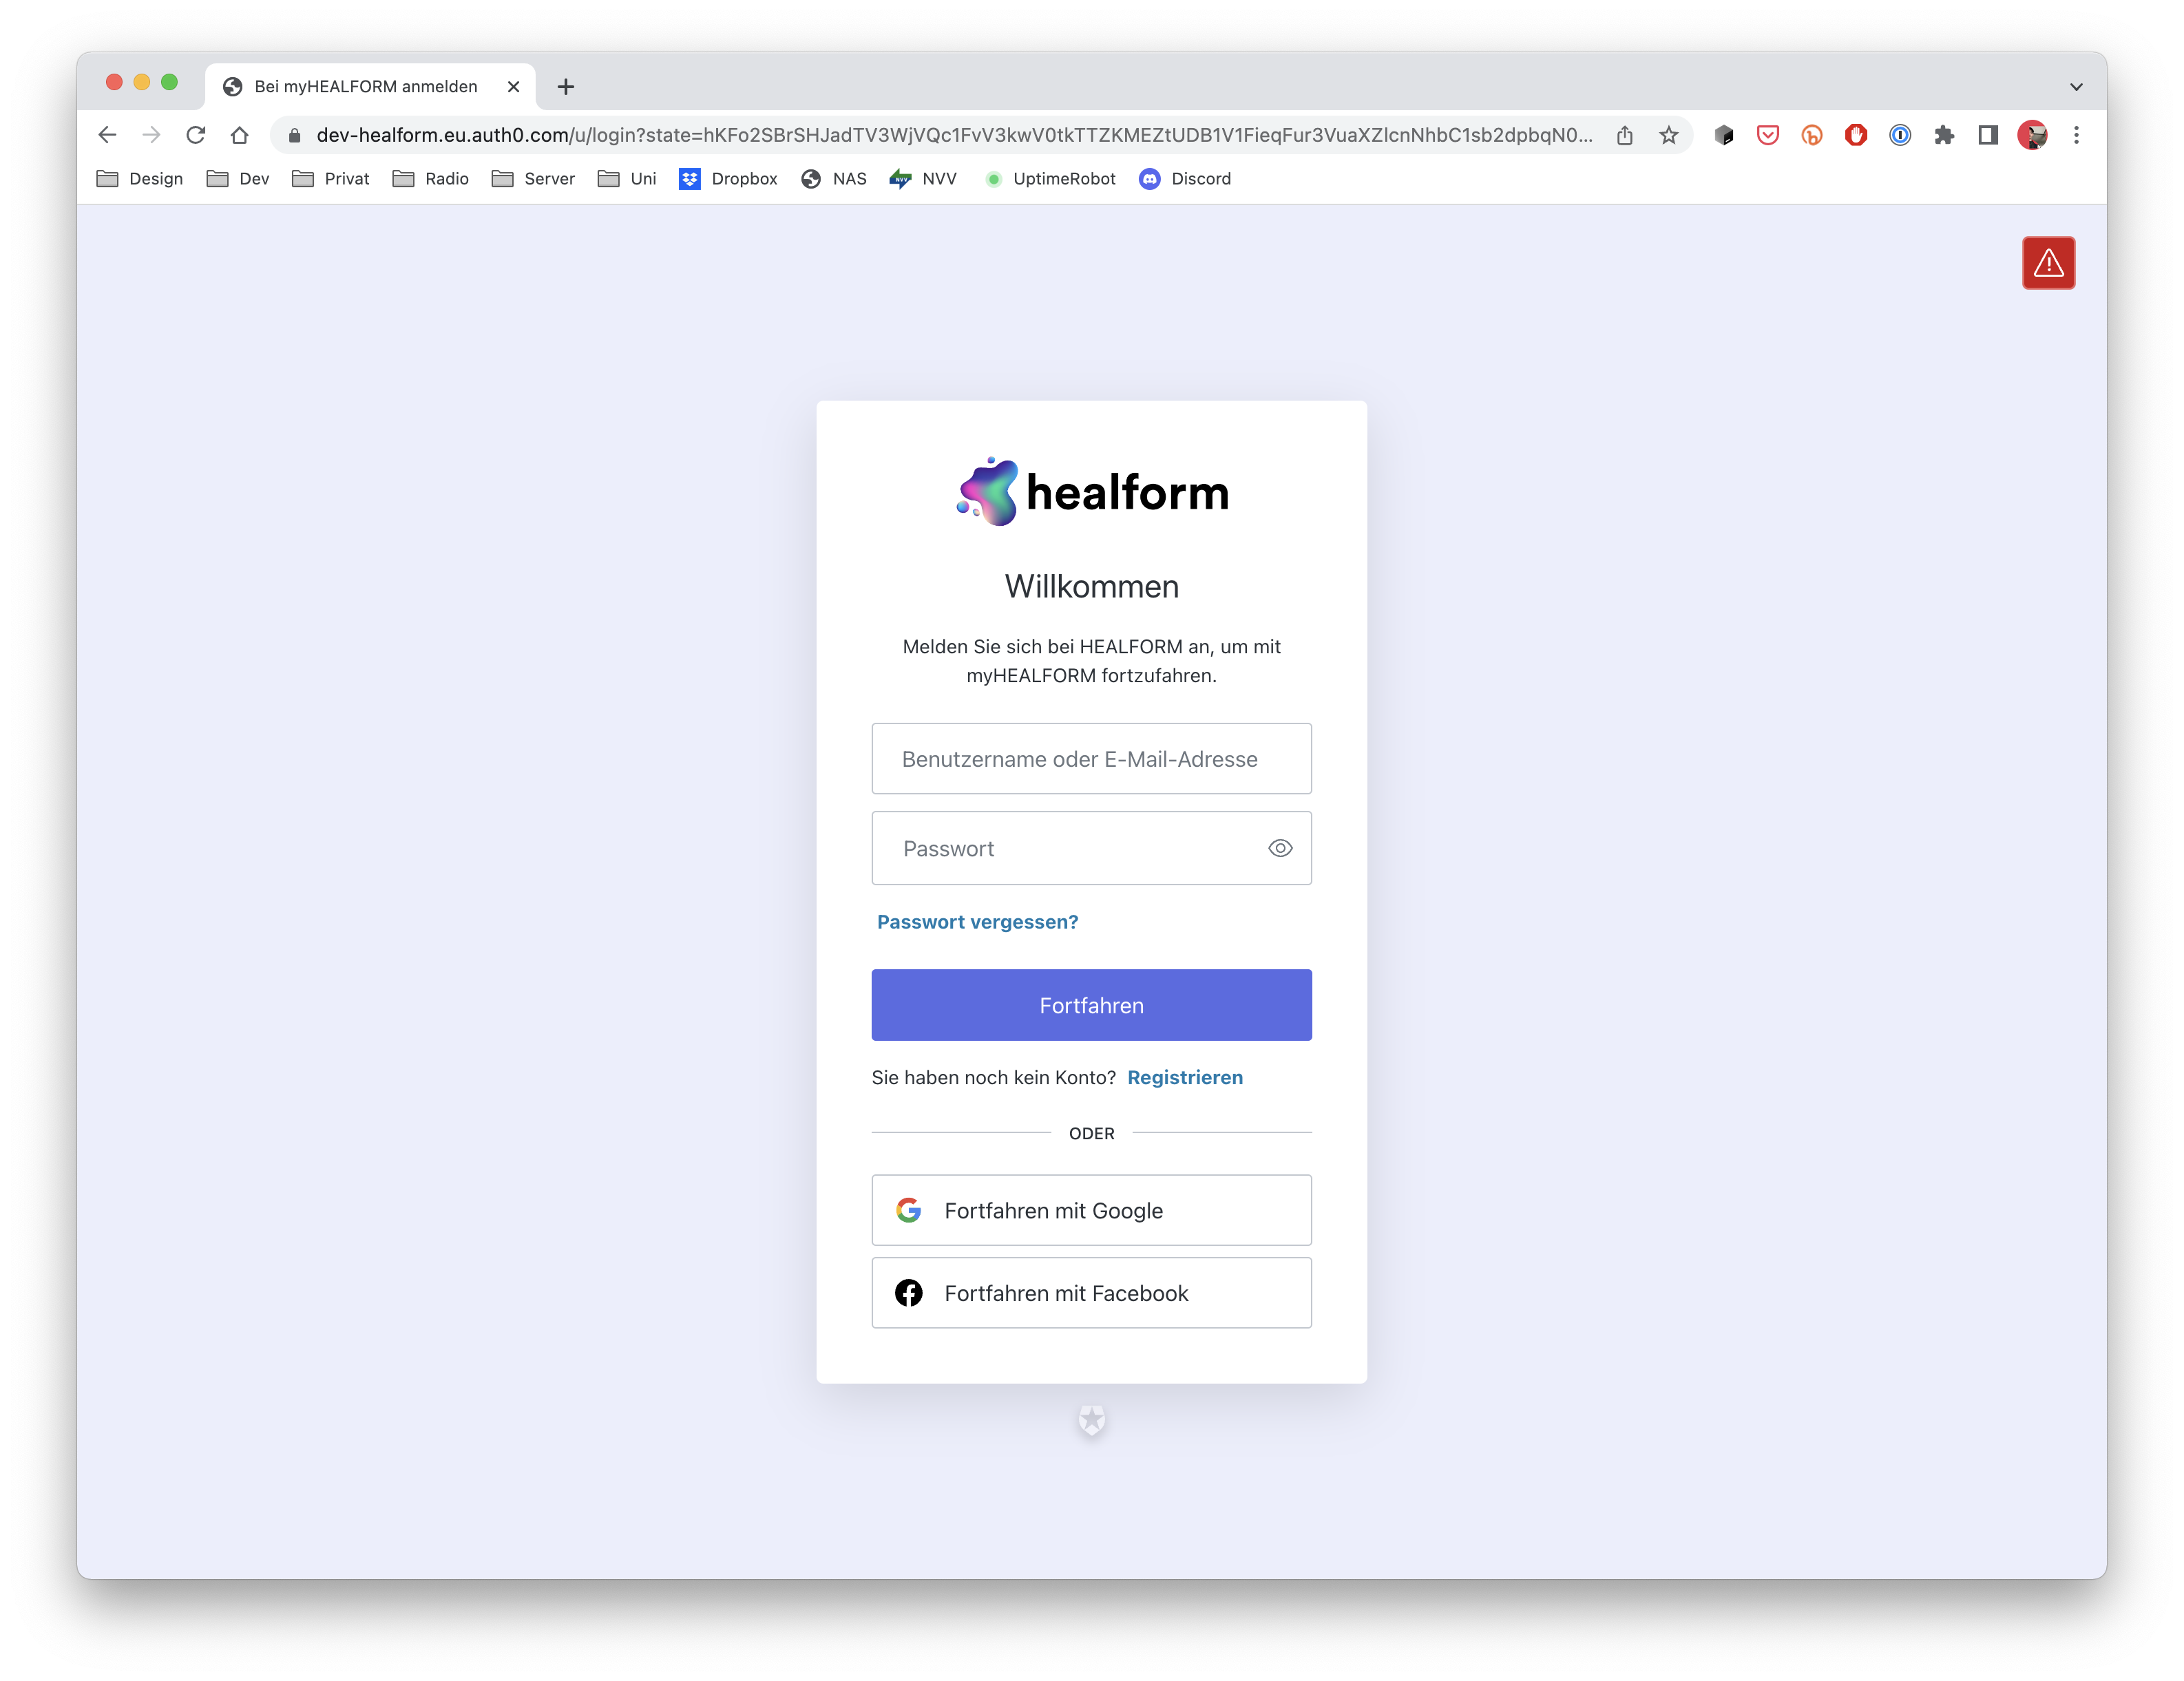 Bei myHEALFORM anmelden
dev-healform.eu.auth0.com/u/login?state=hKFo2SBrSHJadTV3WjVQc1FvV3kwV0tkTTZKMEZtUDB1V1FieqFur3VuaXZlcnNhbC1sb2dpbqN0...
Design Dev Privat Radio Server Uni Dropbox NAS NVV UptimeRobot Discord
healform
Willkommen
Melden Sie sich bei HEALFORM an, um mit
myHEALFORM fortzufahren.
Benutzername oder E-Mail-Adresse
Passwort
Passwort vergessen?
Fortfahren
Sie haben noch kein Konto? Registrieren
ODER
Fortfahren mit Google
Fortfahren mit Facebook